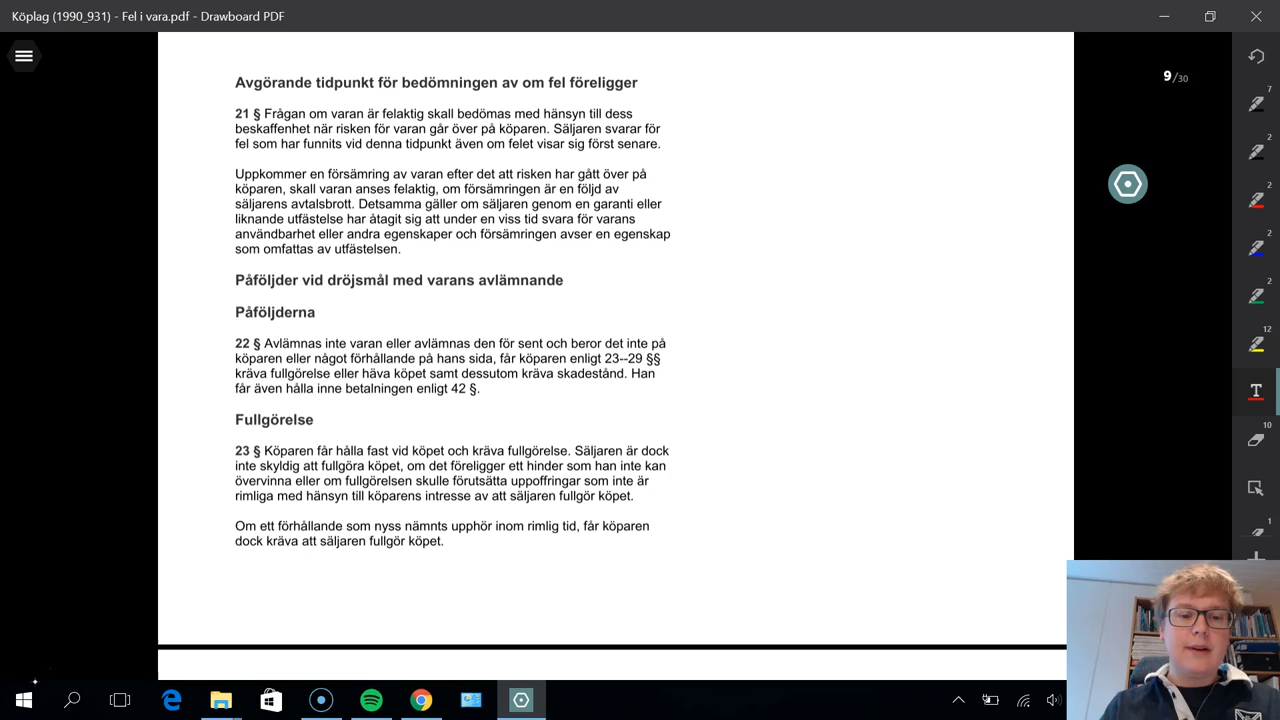 Köplag (1990_931) - Fel i vara.pdf - Drawboard PDF
9/30
Avgörande tidpunkt för bedömningen av om fel föreligger
21 § Frågan om varan är felaktig skall bedömas med hänsyn till dess
beskaffenhet när risken för varan går över på köparen. Säljaren svarar för
fel som har funnits vid denna tidpunkt även om felet visar sig först senare.
Uppkommer en försämring av varan efter det att risken har gått över på
köparen, skall varan anses felaktig, om försämringen är en följd av
säljarens avtalsbrott. Detsamma gäller om säljaren genom en garanti eller
liknande utfästelse har åtagit sig att under en viss tid svara för varans
användbarhet eller andra egenskaper och försämringen avser en egenskap
som omfattas av utfästelsen.
Påföljder vid dröjsmål med varans avlämnande
Påföljderna
22 § Avlämnas inte varan eller avlämnas den för sent och beror det inte på
köparen eller något förhållande på hans sida, får köparen enligt 23--29 §§
kräva fullgörelse eller häva köpet samt dessutom kräva skadestånd. Han
får även hålla inne betalningen enligt 42 §.
Fullgörelse
23 § Köparen får hålla fast vid köpet och kräva fullgörelse. Säljaren är dock
inte skyldig att fullgöra köpet, om det föreligger ett hinder som han inte kan
övervinna eller om fullgörelsen skulle förutsätta uppoffringar som inte är
rimliga med hänsyn till köparens intresse av att säljaren fullgör köpet.
Om ett förhållande som nyss nämnts upphör inom rimlig tid, får köparen
dock kräva att säljaren fullgör köpet.
7
2
2
2
2
12
T
10
1